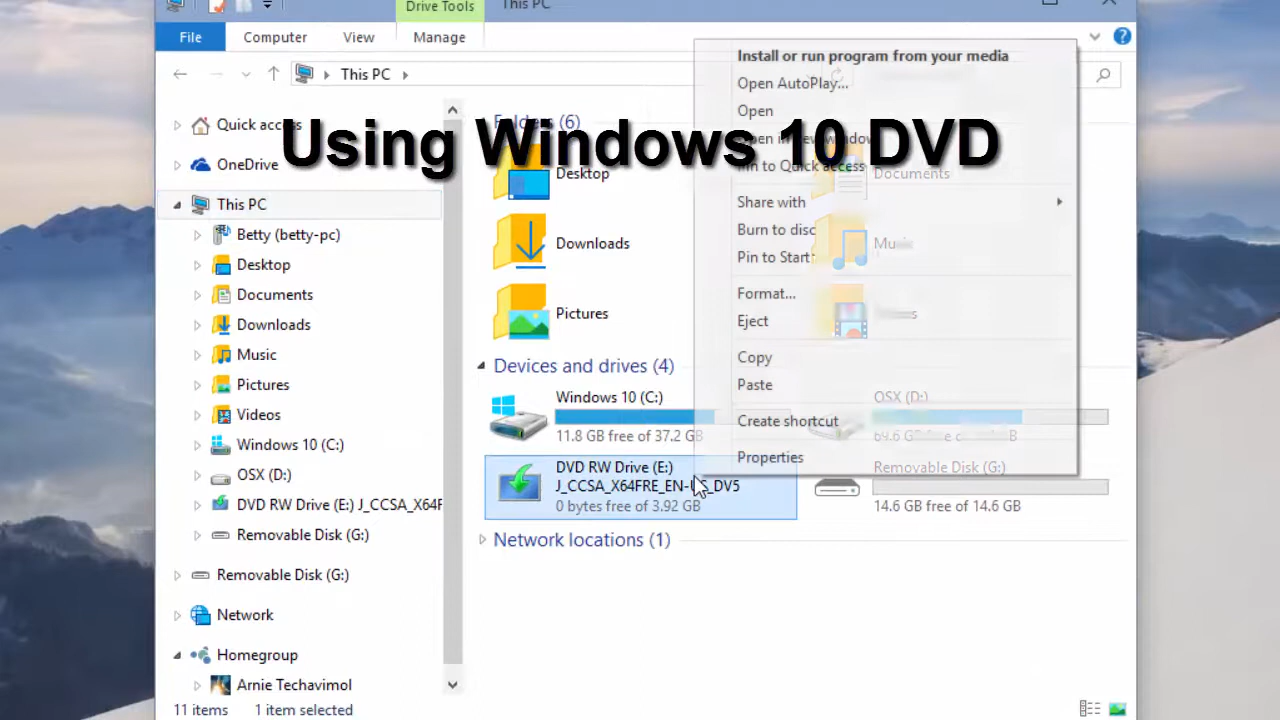 Drive Tools
This PC
File
Computer
View
Manage
This PC
Quick access
OneDrive
This PC
Betty (betty-pc)
Desktop
Documents
Downloads
Music
Pictures
Videos
Windows 10 (C:)
OSX (D:)
DVD RW Drive (E:) J_CCSA_X64F
Removable Disk (G:)
Removable Disk (G:)
Network
Homegroup
Arnie Techavimol
11 items
1 item selected
Using Windows 10 DVD
Folders (6)
Desktop
Documents
Downloads
Music
Pictures
Devices and drives (4)
Windows 10 (C:)
11.8 GB free of 37.2 GB
OSX (D:)
DVD RW Drive (E:)
J_CCSA_X64FRE_EN-US_DV5
0 bytes free of 3.92 GB
Removable Disk (G:)
14.6 GB free of 14.6 GB
Network locations (1)
Install or run program from your media
Open AutoPlay...
Open
Open in new window
Pin to Quick access
Share with
Burn to disc
Pin to Start
Format...
Eject
Copy
Paste
Create shortcut
Properties